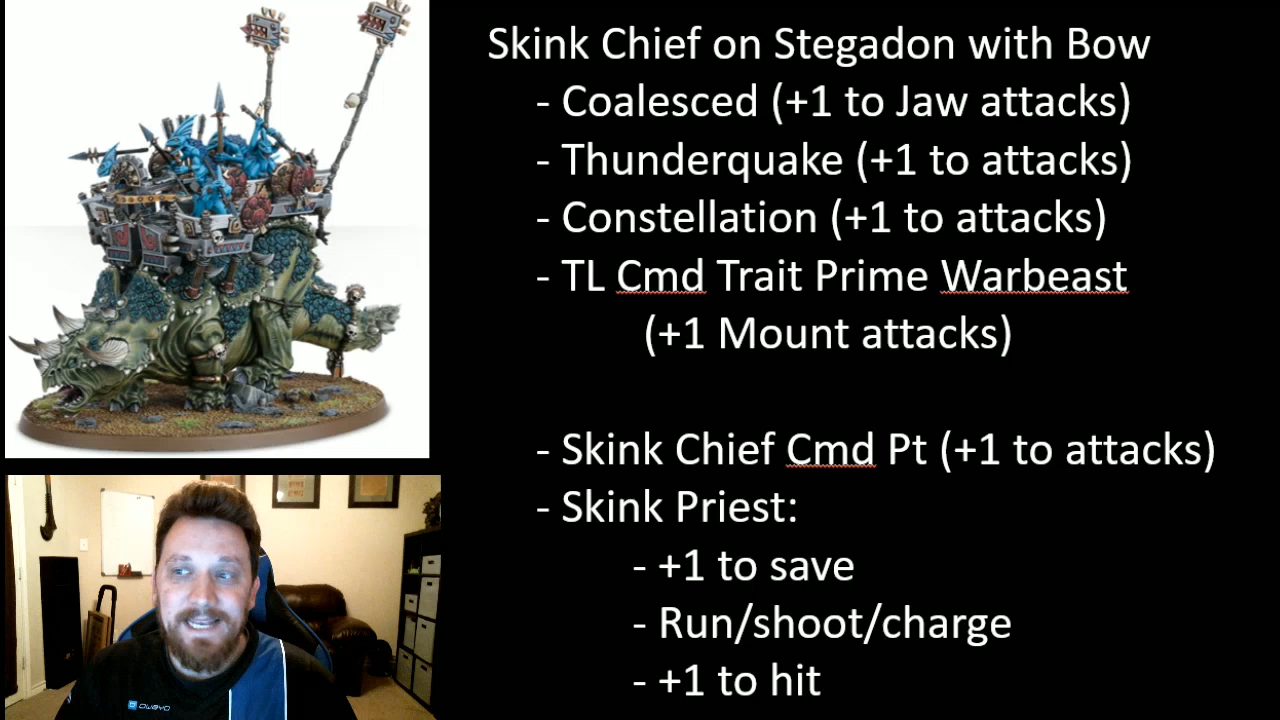 Skink Chief on Stegadon with Bow
- Coalesced (+1 to Jaw attacks)
- Thunderquake (+1 to attacks)
- Constellation (+1 to attacks)
- TL Cmd Trait Prime Warbeast
(+1 Mount attacks)
- Skink Chief Cmd Pt (+1 to attacks)
- Skink Priest:
- +1 to save
- Run/shoot/charge
- +1 to hit
OWAYO